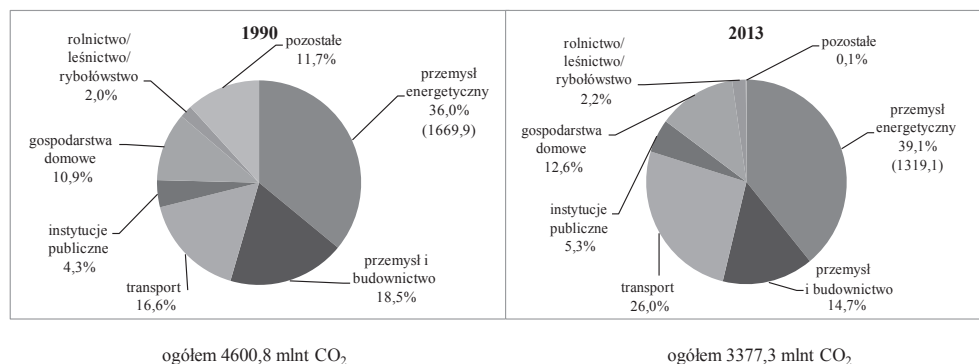 1990
rolnictwo/
leśnictwo/
rybołówstwo
2,0%
pozostałe
11,7%
przemysł
energetyczny
36,0%
(1669,9)
gospodarstwa
domowe
10,9%
instytucje
publiczne
4,3%
transport
16,6%
przemysł i
budownictwo
18,5%
ogółem 4600,8 mlnt CO₂
2013
rolnictwo/
leśnictwo/
rybołówstwo
2,2%
pozostałe
0,1%
przemysł
energetyczny
39,1%
(1319,1)
gospodarstwa
domowe
12,6%
instytucje
publiczne
5,3%
transport
26,0%
przemysł
i budownictwo
14,7%
ogółem 3377,3 mlnt CO₂